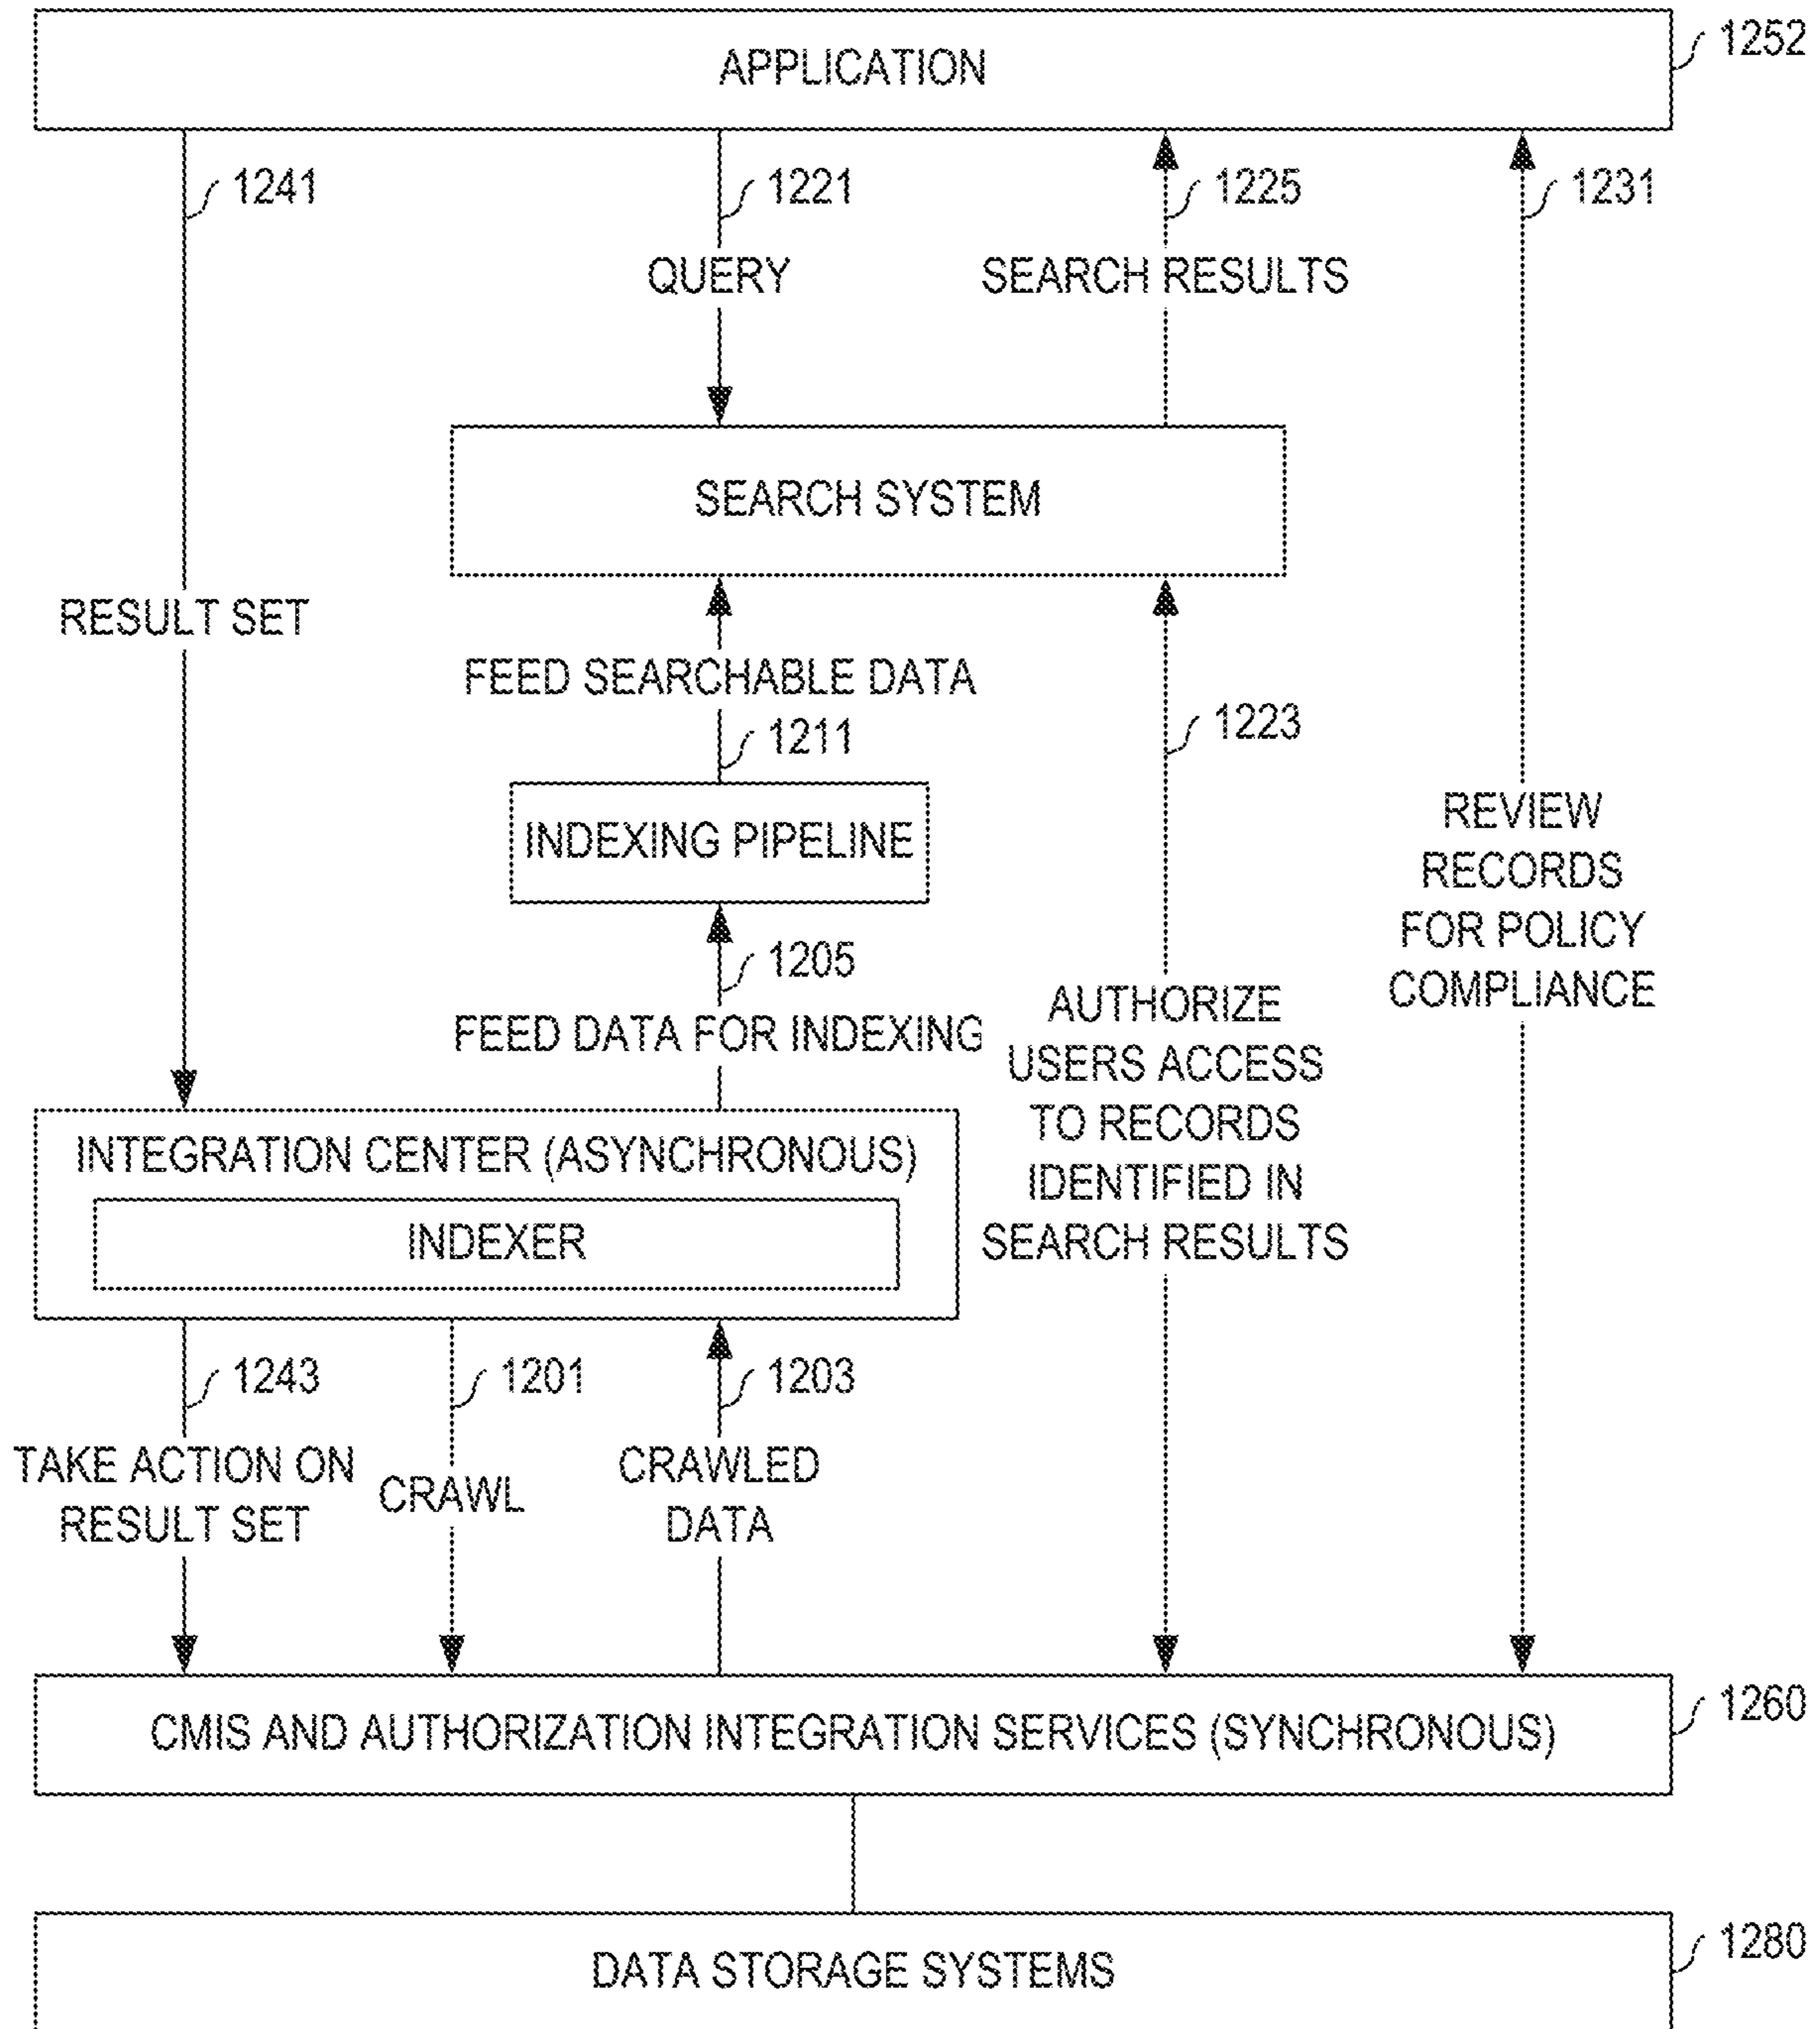 APPLICATION
1252
1241
1221
1225
1231
QUERY
SEARCH RESULTS
SEARCH SYSTEM
RESULT SET
FEED SEARCHABLE DATA
1211
1223
INDEXING PIPELINE
REVIEW
RECORDS
FOR POLICY
COMPLIANCE
1205
FEED DATA FOR INDEXING
AUTHORIZE
USERS ACCESS
TO RECORDS
IDENTIFIED IN
SEARCH RESULTS
INTEGRATION CENTER (ASYNCHRONOUS)
INDEXER
1243
1201
1203
TAKE ACTION ON
RESULT SET
CRAWL
CRAWLED
DATA
CMIS AND AUTHORIZATION INTEGRATION SERVICES (SYNCHRONOUS)
1260
DATA STORAGE SYSTEMS
1280